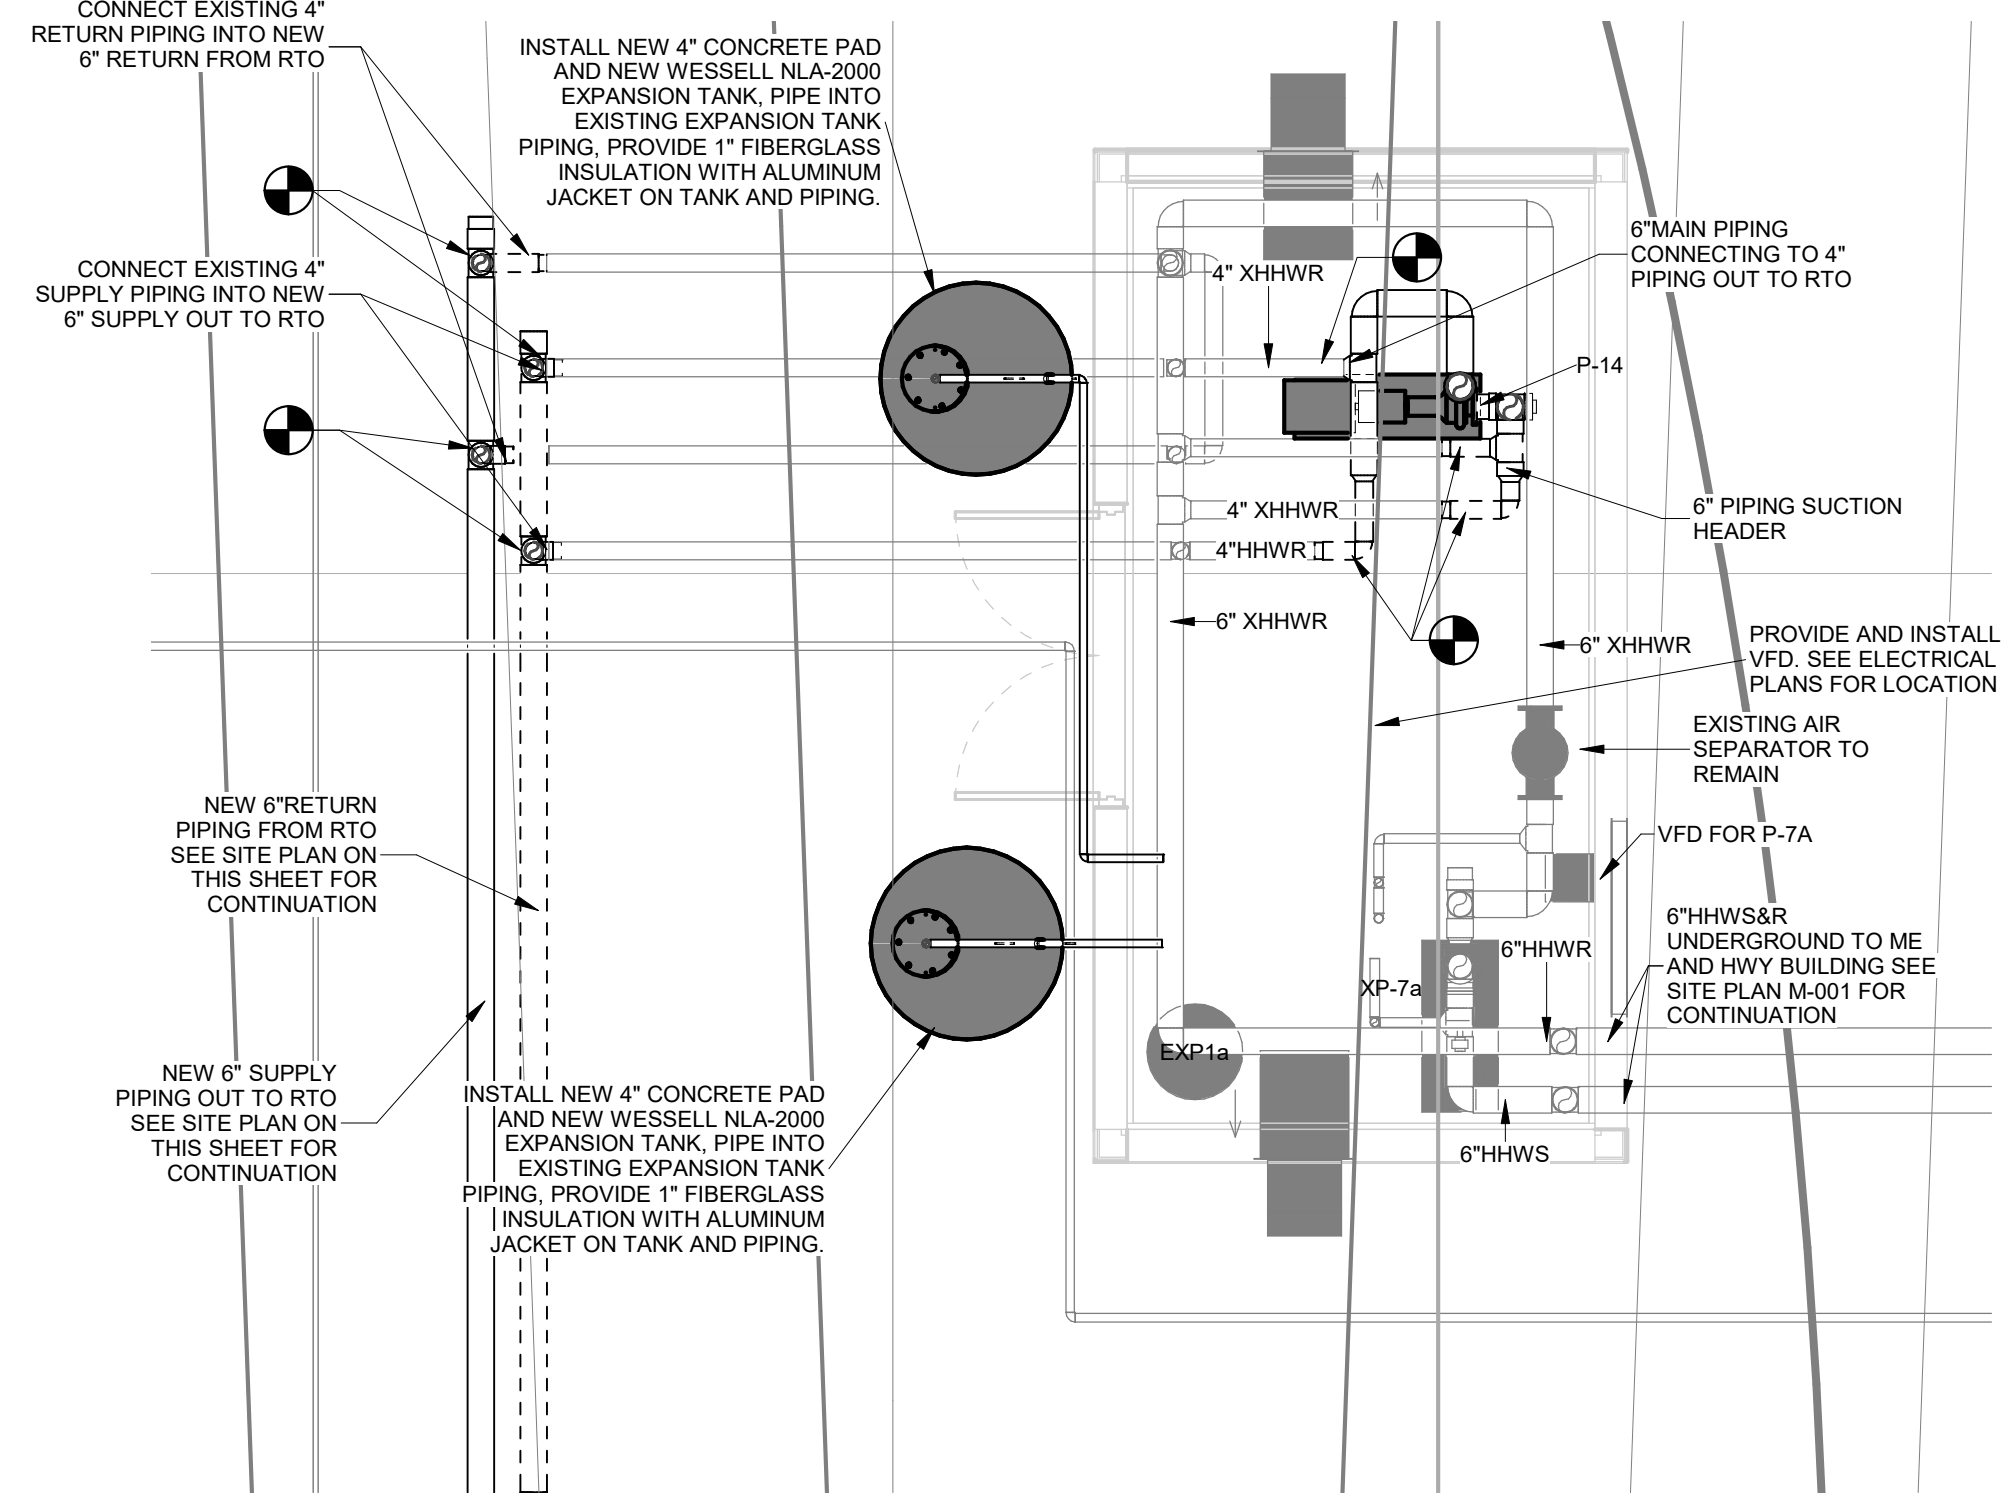 CONNECT EXISTING 4"
RETURN PIPING INTO NEW
6" RETURN FROM RTO
INSTALL NEW 4" CONCRETE PAD
AND NEW WESSELL NLA-2000
EXPANSION TANK, PIPE INTO
EXISTING EXPANSION TANK
PIPING, PROVIDE 1" FIBERGLASS
INSULATION WITH ALUMINUM
JACKET ON TANK AND PIPING.
CONNECT EXISTING 4"
SUPPLY PIPING INTO NEW
6" SUPPLY OUT TO RTO
4" XHHWR
6"MAIN PIPING
CONNECTING TO 4"
PIPING OUT TO RTO
P-14
4" XHHWR
4"HHWR
6" PIPING SUCTION
HEADER
6" XHHWR
6" XHHWR
PROVIDE AND INSTALL
VFD. SEE ELECTRICAL
PLANS FOR LOCATION
EXISTING AIR
SEPARATOR TO
REMAIN
VFD FOR P-7A
NEW 6"RETURN
PIPING FROM RTO
SEE SITE PLAN ON
THIS SHEET FOR
CONTINUATION
6"HHWS&R
UNDERGROUND TO ME
AND HWY BUILDING SEE
SITE PLAN M-001 FOR
CONTINUATION
6"HHWR
XP-7a
EXP1a
NEW 6" SUPPLY
PIPING OUT TO RTO
SEE SITE PLAN ON
THIS SHEET FOR
CONTINUATION
INSTALL NEW 4" CONCRETE PAD
AND NEW WESSELL NLA-2000
EXPANSION TANK, PIPE INTO
EXISTING EXPANSION TANK
PIPING, PROVIDE 1" FIBERGLASS
INSULATION WITH ALUMINUM
JACKET ON TANK AND PIPING.
6"HHWS